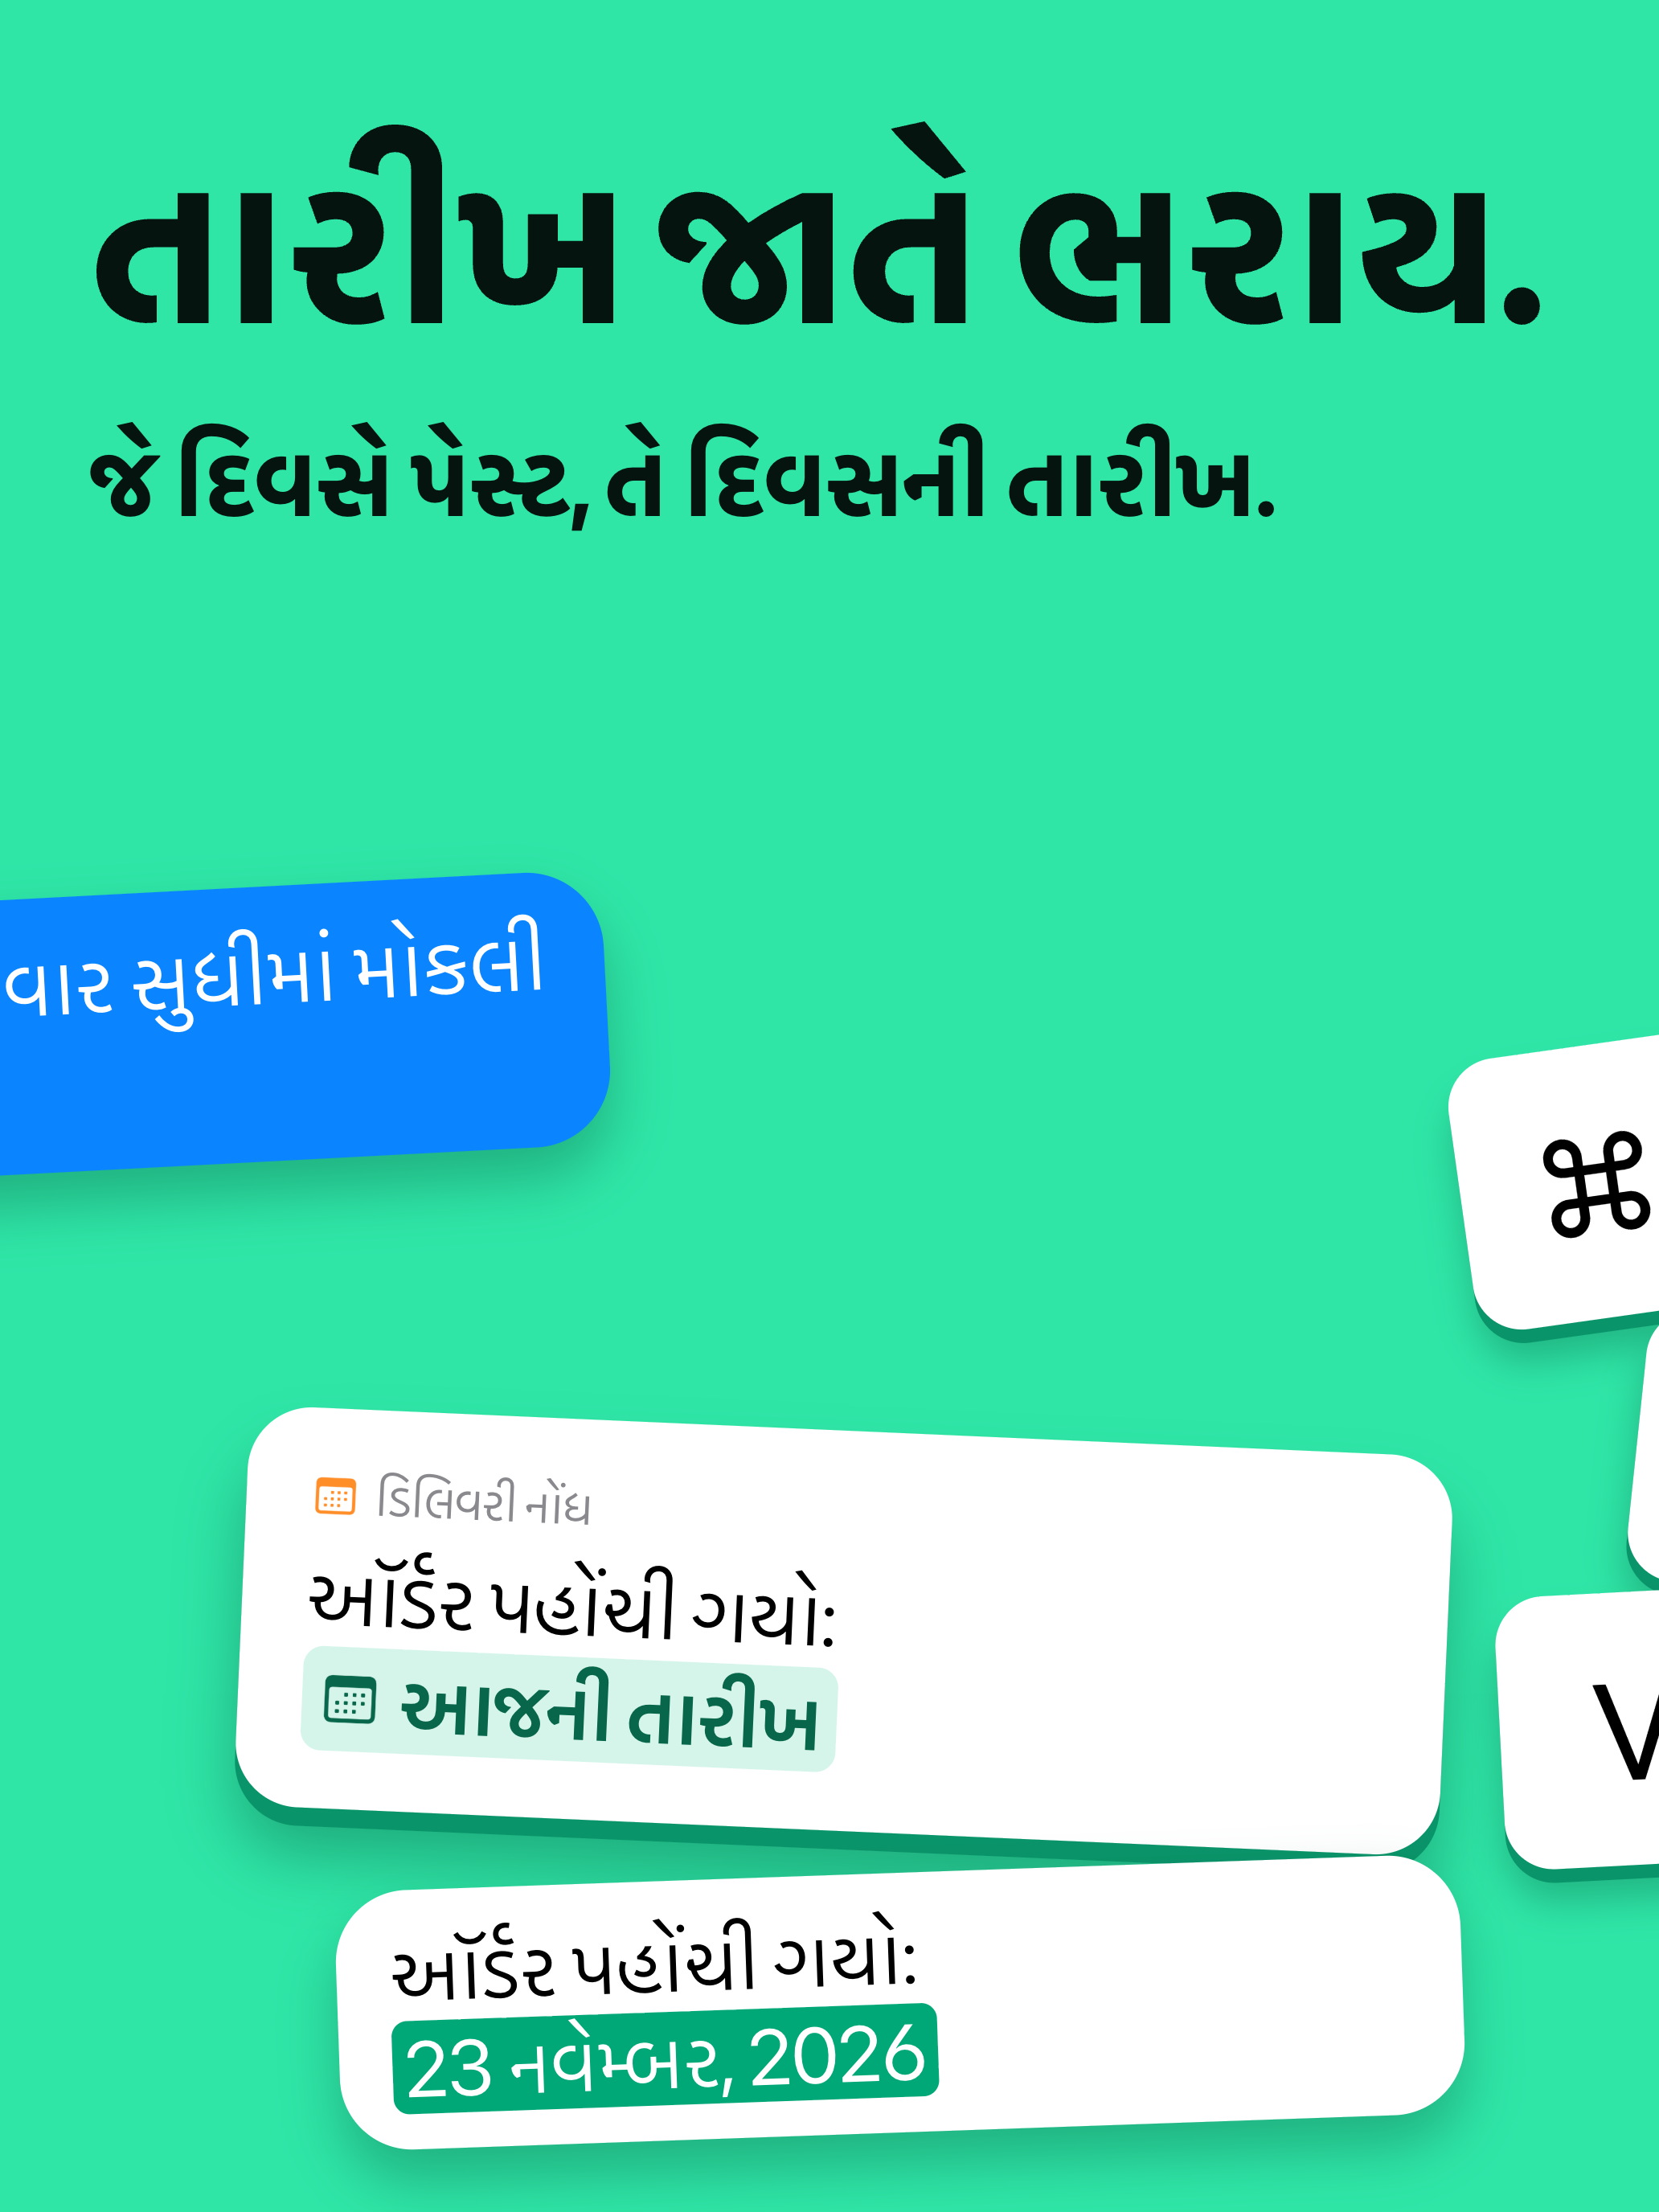 તારીખ જાતે ભરાય.
જે દિવસે પેસ્ટ, તે દિવસની તારીખ.
વાર સુધીમાં મોકલી
⌘
V
ડિલિવરી નોંધ
ઑર્ડર પહોંચી ગયો:
આજની તારીખ
ઑર્ડર પહોંચી ગયો:
23 નવેમ્બર, 2026